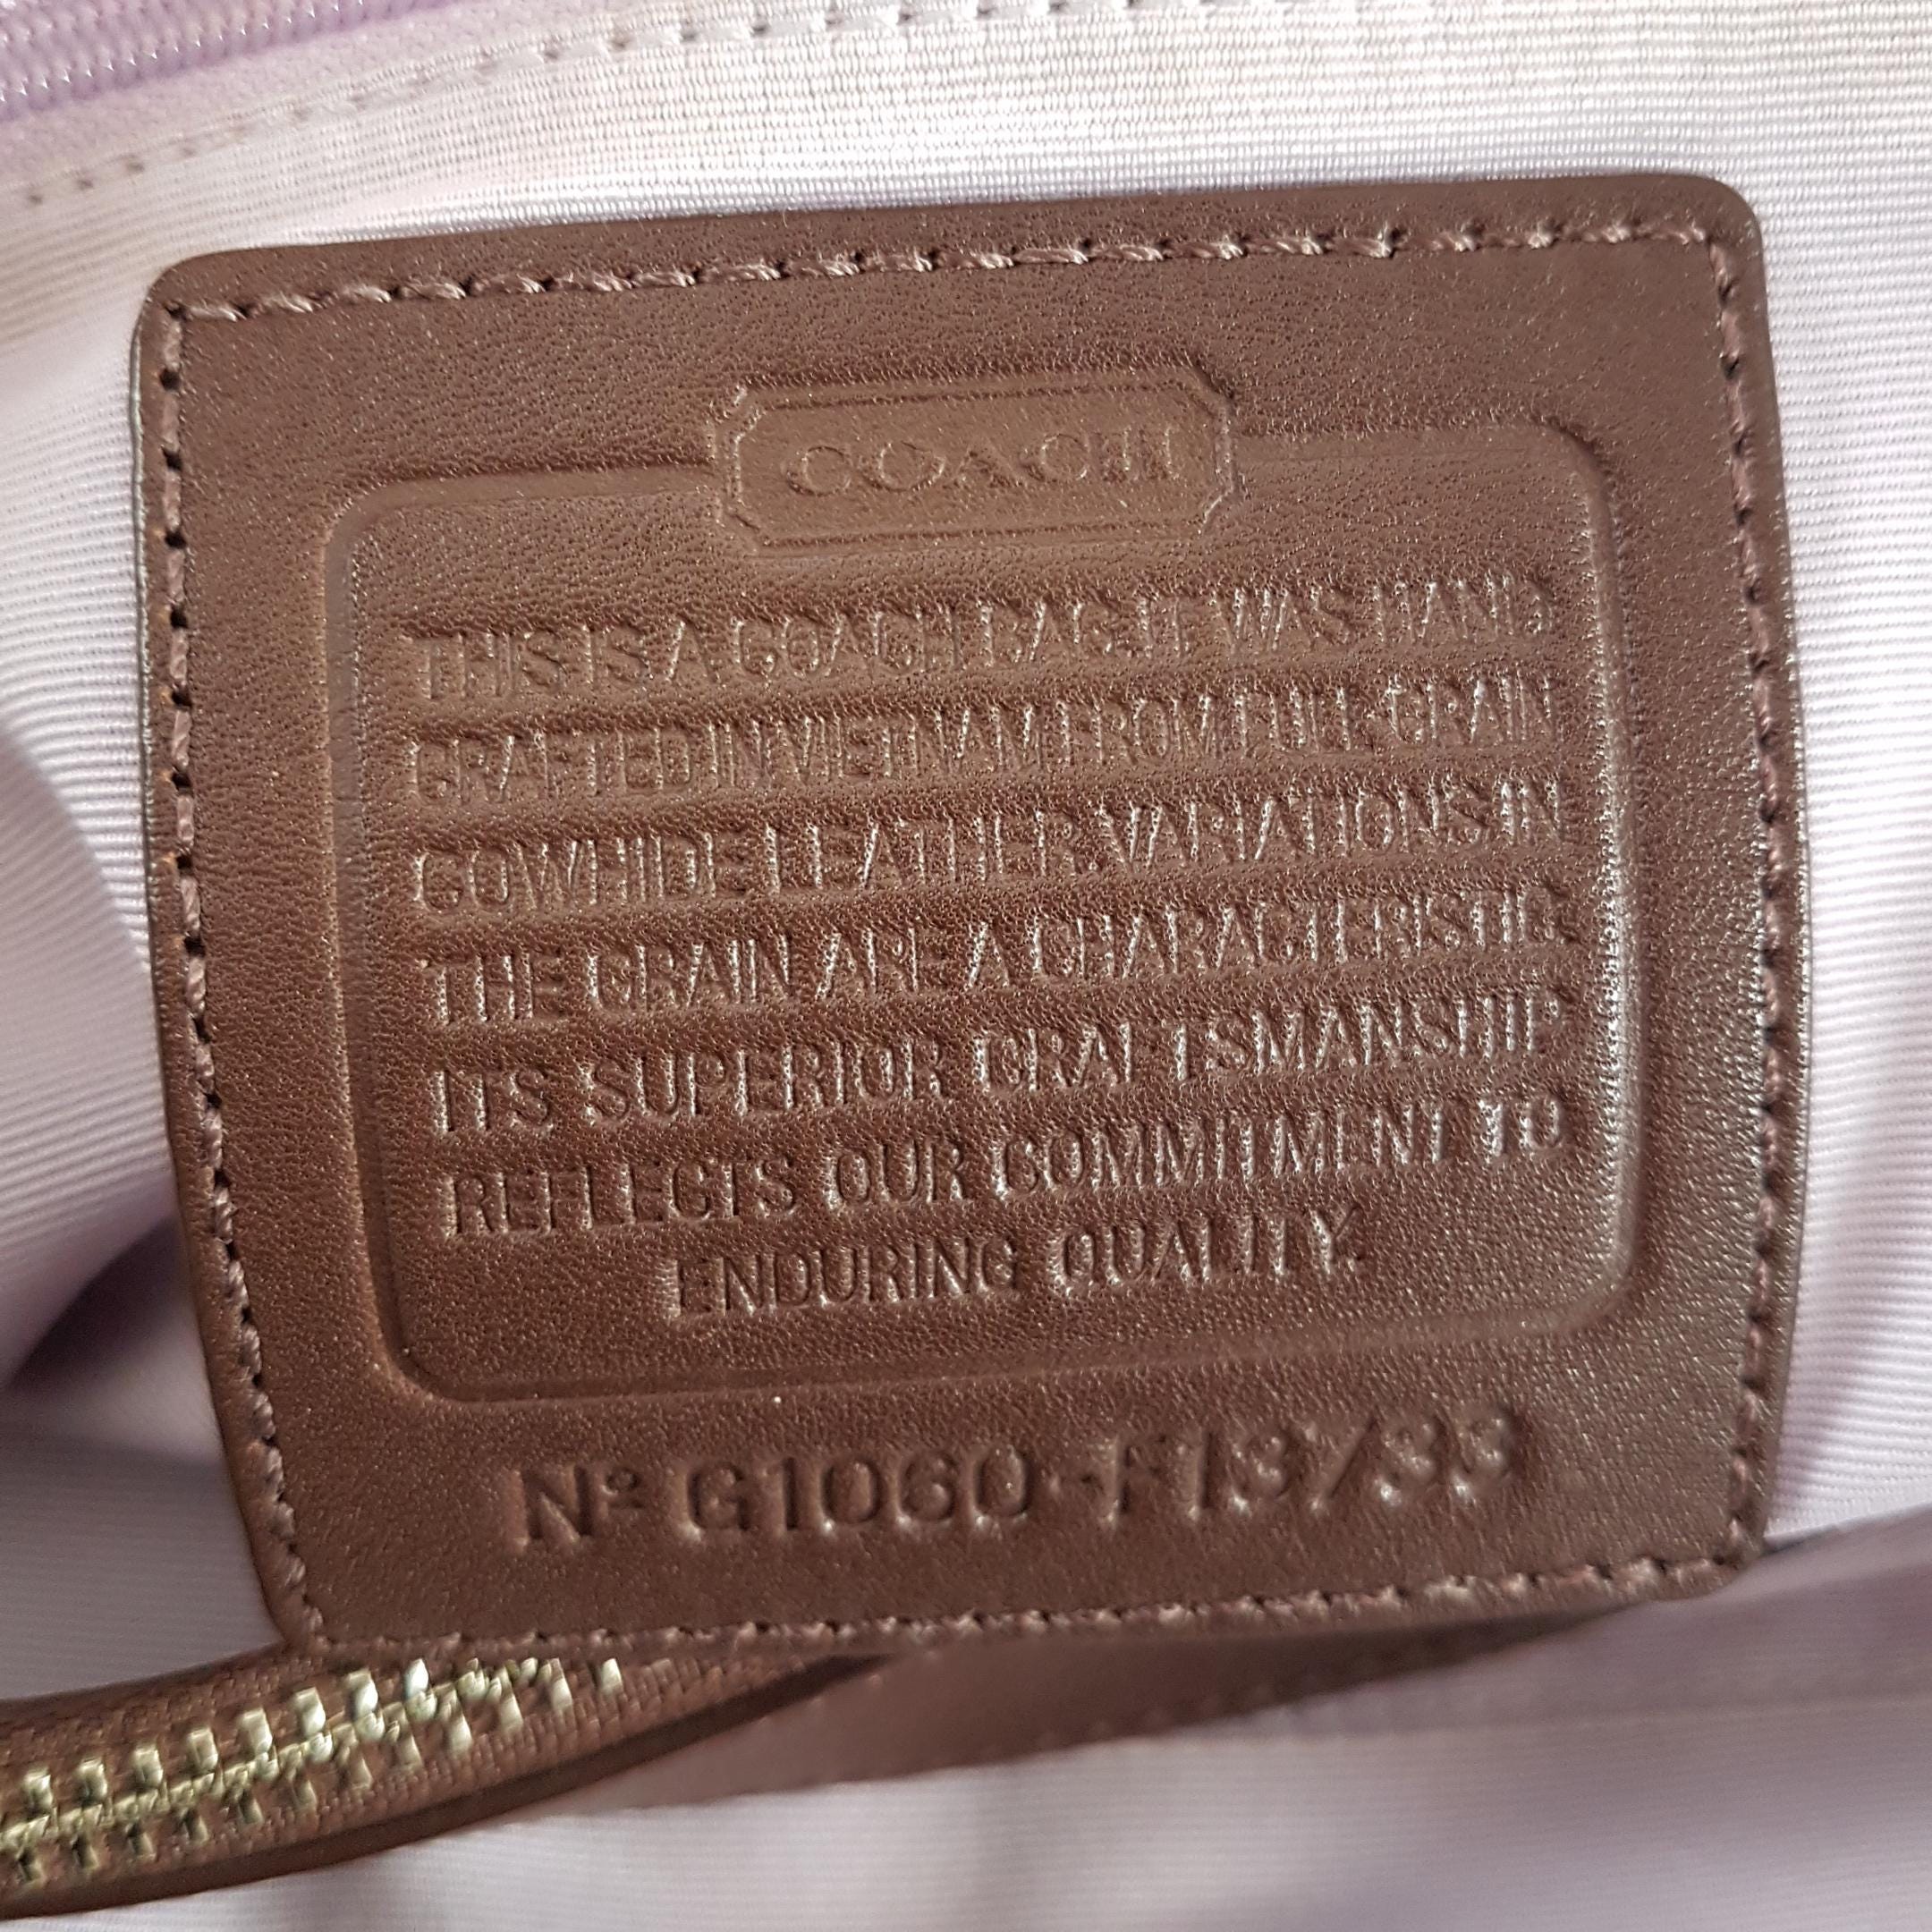 COACH
THIS IS A COACH BAG. IT WAS HAND
CRAFTED IN VIETNAM FROM FULL GRAIN
COWHIDE LEATHER. VARIATIONS IN
THE GRAIN ARE A CHARACTERISTIC.
ITS SUPERIOR CRAFTSMANSHIP
REFLECTS OUR COMMITMENT TO
ENDURING QUALITY.
Nº G1060-F13733